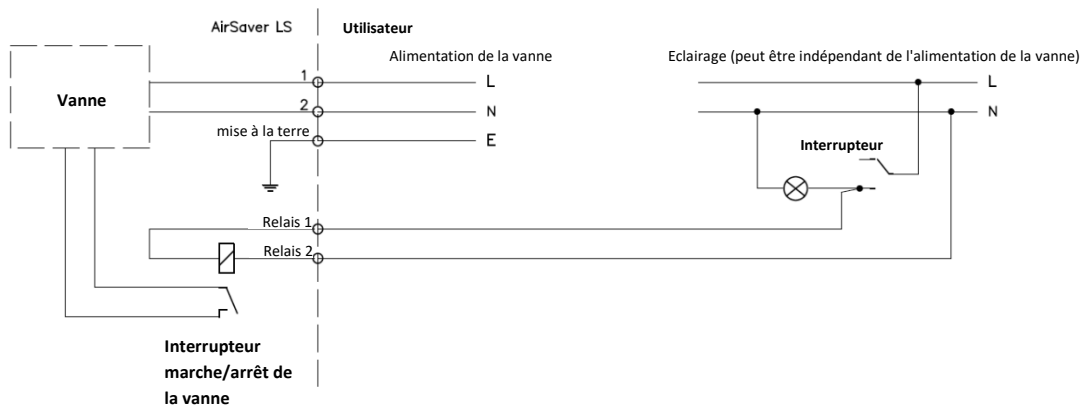 AirSaver LS
Utilisateur
Alimentation de la vanne
Eclairage (peut être indépendant de l'alimentation de la vanne)
1
L
L
Vanne
2
N
N
mise à la terre
E
Interrupteur
Relais 1
Relais 2
Interrupteur
marche/arrêt de
la vanne